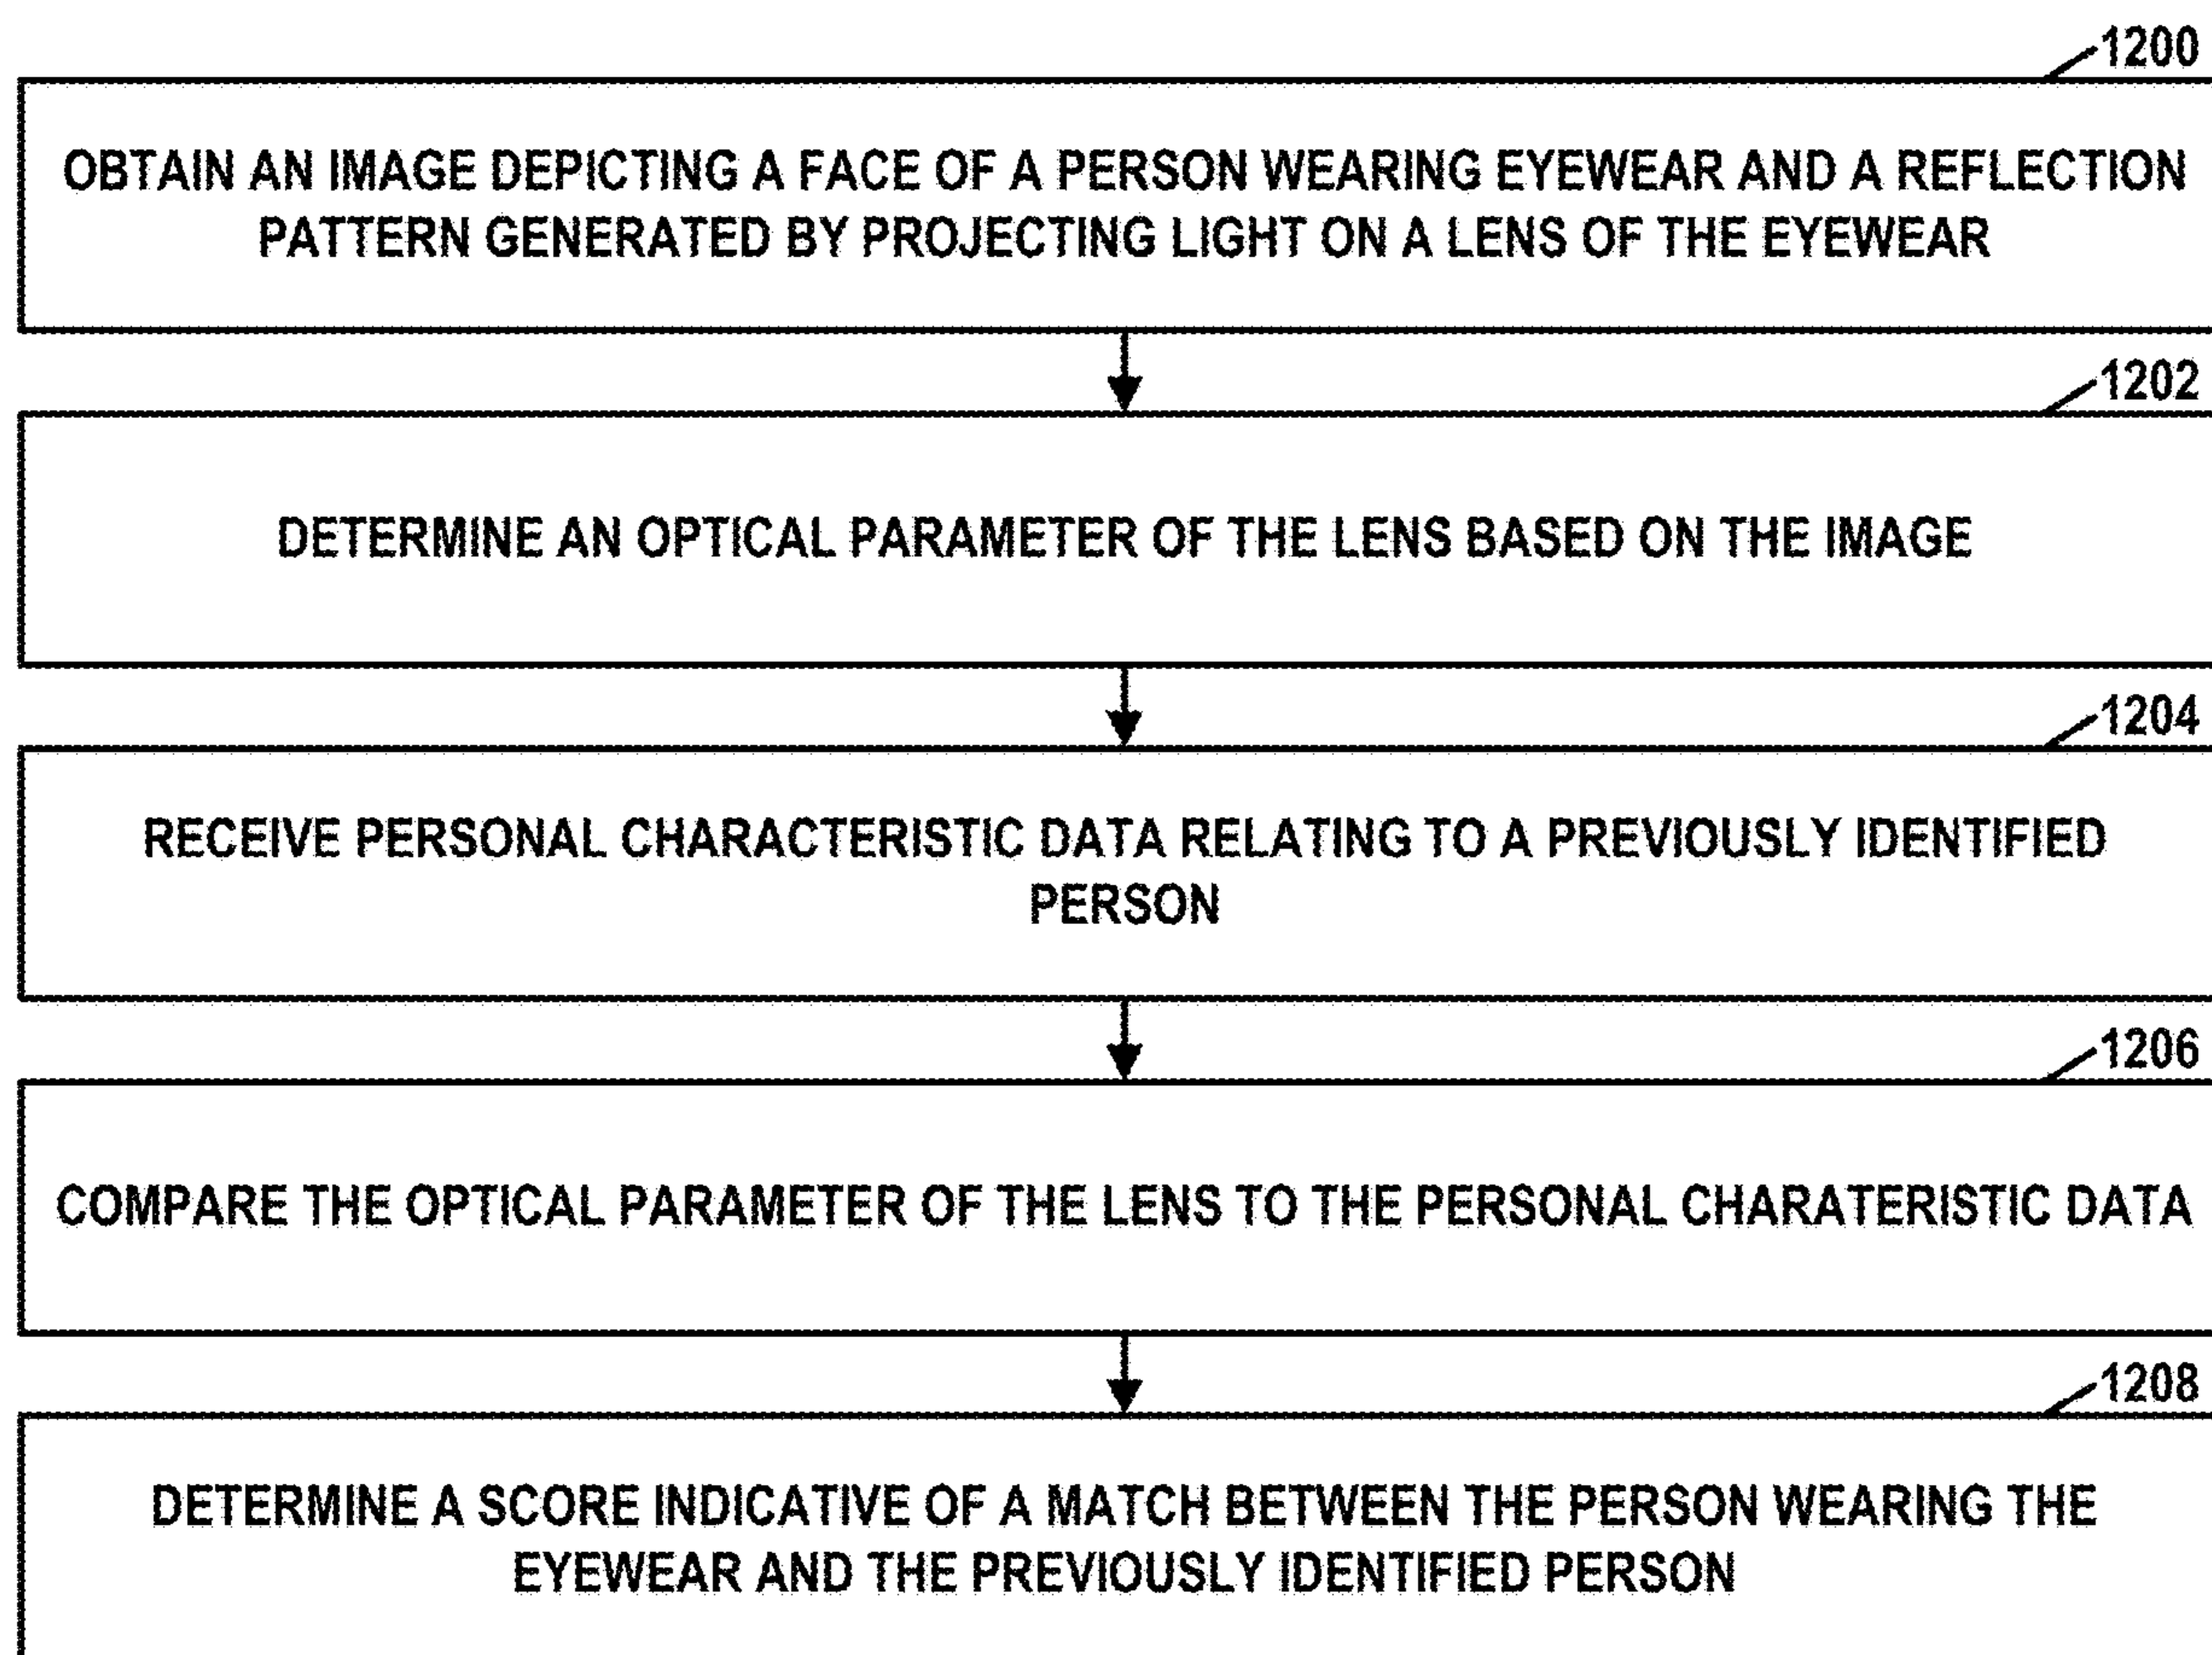 1200
OBTAIN AN IMAGE DEPICTING A FACE OF A PERSON WEARING EYEWEAR AND A REFLECTION
PATTERN GENERATED BY PROJECTING LIGHT ON A LENS OF THE EYEWEAR
1202
DETERMINE AN OPTICAL PARAMETER OF THE LENS BASED ON THE IMAGE
1204
RECEIVE PERSONAL CHARACTERISTIC DATA RELATING TO A PREVIOUSLY IDENTIFIED
PERSON
1206
COMPARE THE OPTICAL PARAMETER OF THE LENS TO THE PERSONAL CHARATERISTIC DATA
1208
DETERMINE A SCORE INDICATIVE OF A MATCH BETWEEN THE PERSON WEARING THE
EYEWEAR AND THE PREVIOUSLY IDENTIFIED PERSON